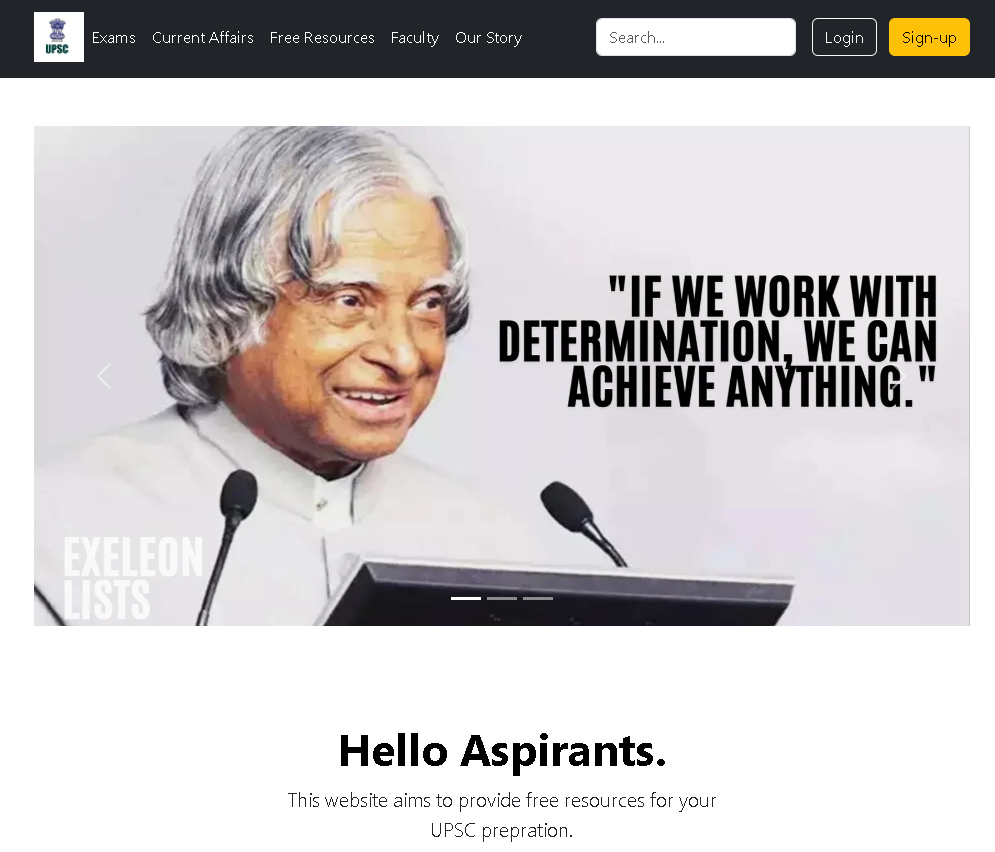 UPSC
Exams Current Affairs Free Resources Faculty Our Story Search... Login Sign-up
"IF WE WORK WITH
DETERMINATION, WE CAN
ACHIEVE ANYTHING."
EXELEON
LISTS
Hello Aspirants.
This website aims to provide free resources for your
UPSC prepration.